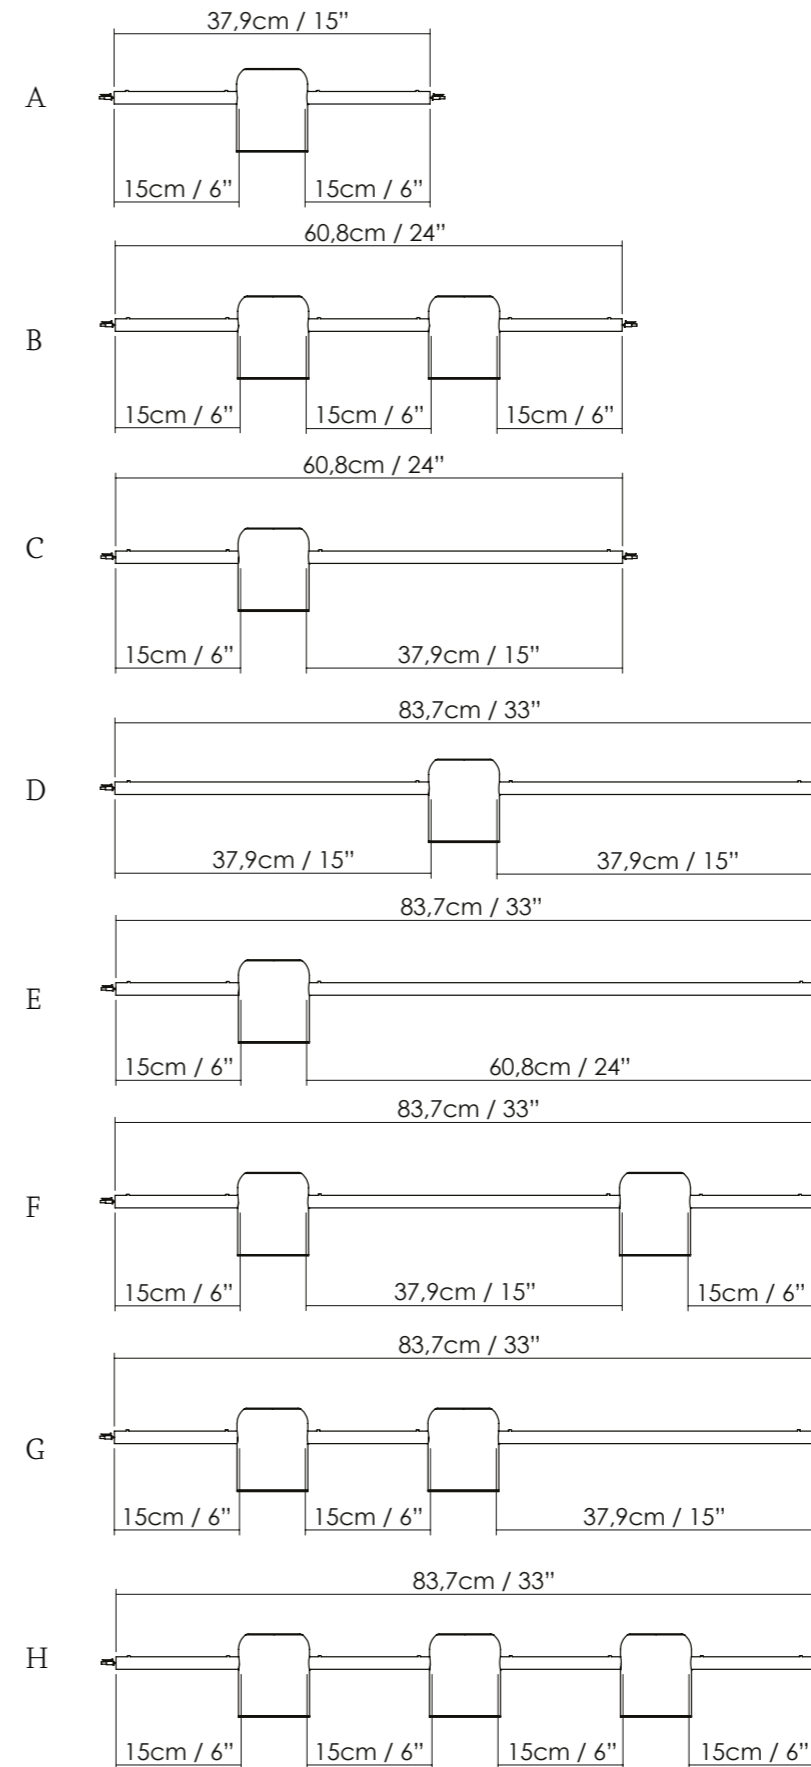 37,9cm / 15”
A
15cm / 6” 15cm / 6”
60,8cm / 24”
B
15cm / 6” 15cm / 6” 15cm / 6”
60,8cm / 24”
C
15cm / 6” 37,9cm / 15”
83,7cm / 33”
D
37,9cm / 15” 37,9cm / 15”
83,7cm / 33”
E
15cm / 6” 60,8cm / 24”
83,7cm / 33”
F
15cm / 6” 37,9cm / 15” 15cm / 6”
83,7cm / 33”
G
15cm / 6” 15cm / 6” 37,9cm / 15”
83,7cm / 33”
H
15cm / 6” 15cm / 6” 15cm / 6” 15cm / 6”